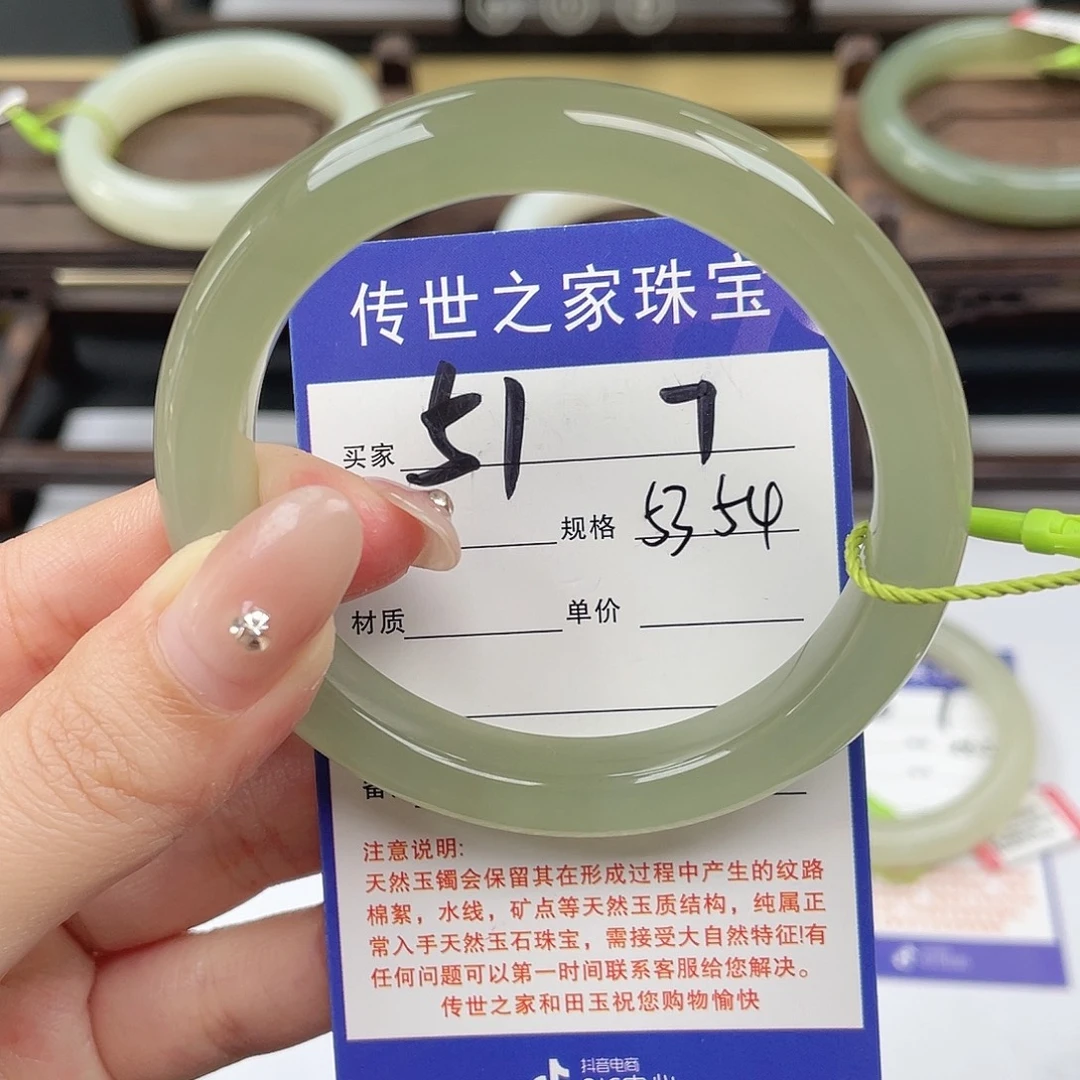 传世之家珠宝
买家 51 7
规格 53 54
材质 单价
注意说明:
天然玉镯会保留其在形成过程中产生的纹路
棉絮，水线，矿点等天然玉质结构，纯属正
常入手天然玉石珠宝，需接受大自然特征!有
任何问题可以第一时间联系客服给您解决。
传世之家和田玉祝您购物愉快
抖音电商